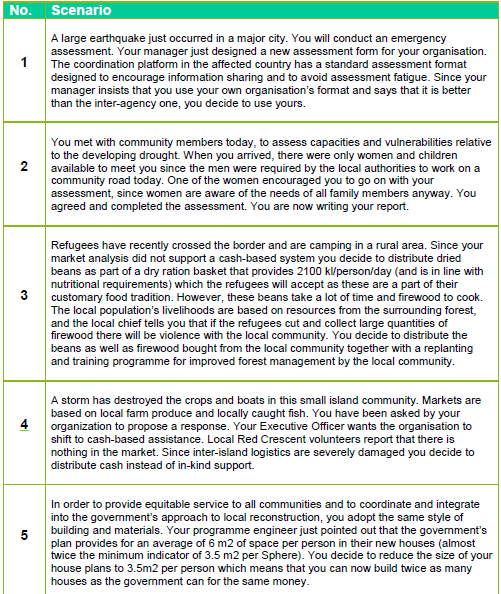 No. Scenario
A large earthquake just occurred in a major city. You will conduct an emergency
assessment. Your manager just designed a new assessment form for your organisation.
1 The coordination platform in the affected country has a standard assessment format
designed to encourage information sharing and to avoid assessment fatigue. Since your
manager insists that you use your own organisation's format and says that it is better
than the inter-agency one, you decide to use yours.
You met with community members today, to assess capacities and vulnerabilities relative
to the developing drought. When you arrived, there were only women and children
2 available to meet you since the men were required by the local authorities to work on a
community road today. One of the women encouraged you to go on with your
assessment, since women are aware of the needs of all family members anyway. You
agreed and completed the assessment. You are now writing your report.
Refugees have recently crossed the border and are camping in a rural area. Since your
market analysis did not support a cash-based system you decide to distribute dried
beans as part of a dry ration basket that provides 2100 kl/person/day (and is in line with
3 nutritional requirements) which the refugees will accept as these are a part of their
customary food tradition. However, these beans take a lot of time and firewood to cook.
The local population's livelihoods are based on resources from the surrounding forest,
and the local chief tells you that if the refugees cut and collect large quantities of
firewood there will be violence with the local community. You decide to distribute the
beans as well as firewood bought from the local community together with a replanting
and training programme for improved forest management by the local community.
A storm has destroyed the crops and boats in this small island community. Markets are
based on local farm produce and locally caught fish. You have been asked by your
4 organization to propose a response. Your Executive Officer wants the organisation to
shift to cash-based assistance. Local Red Crescent volunteers report that there is
nothing in the market. Since inter-island logistics are severely damaged you decide to
distribute cash instead of in-kind support.
In order to provide equitable service to all communities and to coordinate and integrate
into the government's approach to local reconstruction, you adopt the same style of
building and materials. Your programme engineer just pointed out that the government's
5 plan provides for an average of 6 m2 of space per person in their new houses (almost
twice the minimum indicator of 3.5 m2 per Sphere). You decide to reduce the size of your
house plans to 3.5m2 per person which means that you can now build twice as many
houses as the government can for the same money.